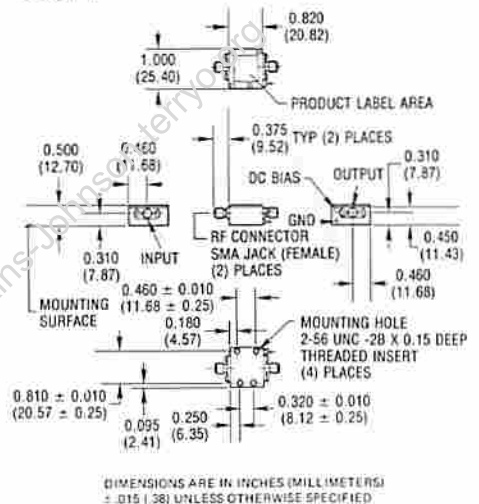 0.820
(20.82)
1.000
(25.40)
PRODUCT LABEL AREA
0.375
(9.52)
TYP (2) PLACES
0.500
(12.70)
0.460
(11.68)
0.310
(7.87)
DC BIAS
OUTPUT
GND
INPUT
0.310
(7.87)
RF CONNECTOR
SMA JACK (FEMALE)
(2) PLACES
0.450
(11.43)
0.460
(11.68)
MOUNTING
SURFACE
0.460 ± 0.010
(11.68 ± 0.25)
0.180
(4.57)
MOUNTING HOLE
2-56 UNC -2B X 0.15 DEEP
THREADED INSERT
(4) PLACES
0.810 ± 0.010
(20.57 ± 0.25)
0.095
(2.41)
0.250
(6.35)
0.320 ± 0.010
(8.12 ± 0.25)
DIMENSIONS ARE IN INCHES (MILLIMETERS)
± .015 (.38) UNLESS OTHERWISE SPECIFIED